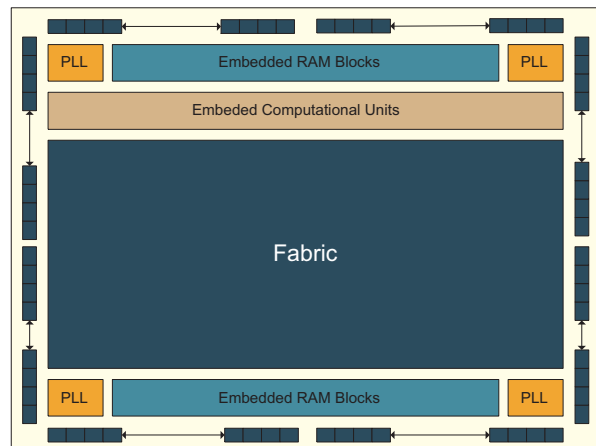 PLL
Embedded RAM Blocks
PLL
Embeded Computational Units
Fabric
PLL
Embedded RAM Blocks
PLL